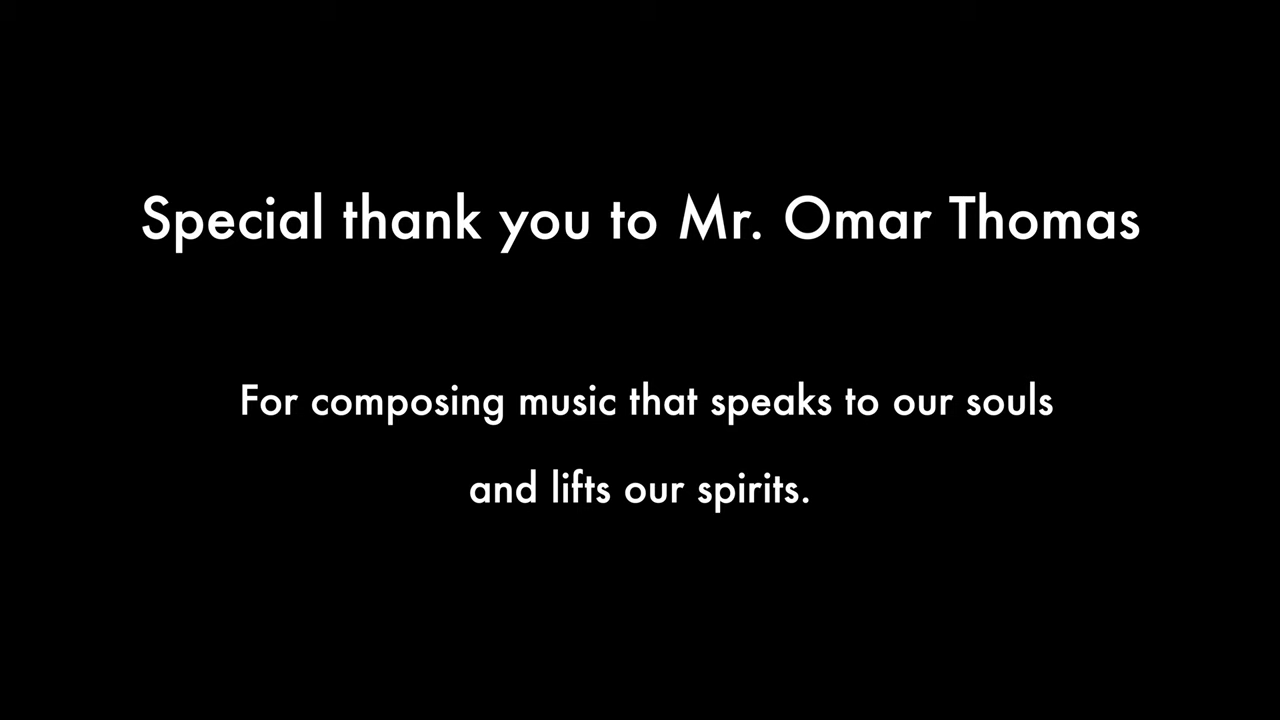 Special thank you to Mr. Omar Thomas
For composing music that speaks to our souls
and lifts our spirits.